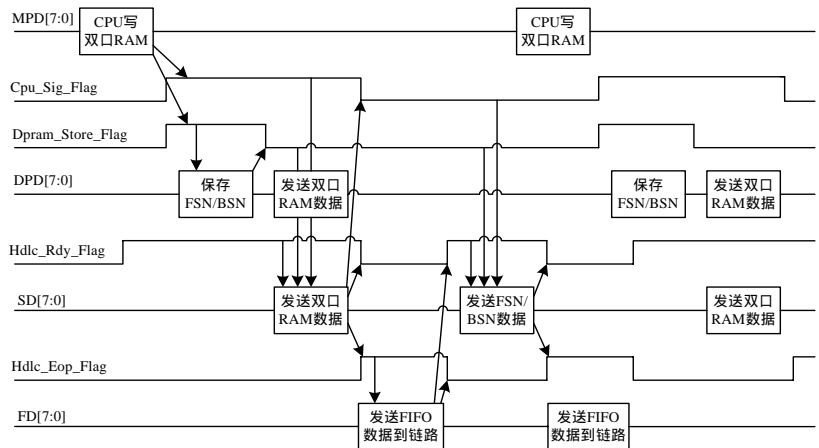 MPD[7:0]
CPU写
双口RAM
CPU写
双口RAM
Cpu_Sig_Flag
Dpram_Store_Flag
DPD[7:0]
保存
FSN/BSN
发送双口
RAM数据
保存
FSN/BSN
发送双口
RAM数据
Hdlc_Rdy_Flag
SD[7:0]
发送双口
RAM数据
发送FSN/
BSN数据
发送双口
RAM数据
Hdlc_Eop_Flag
FD[7:0]
发送FIFO
数据到链路
发送FIFO
数据到链路